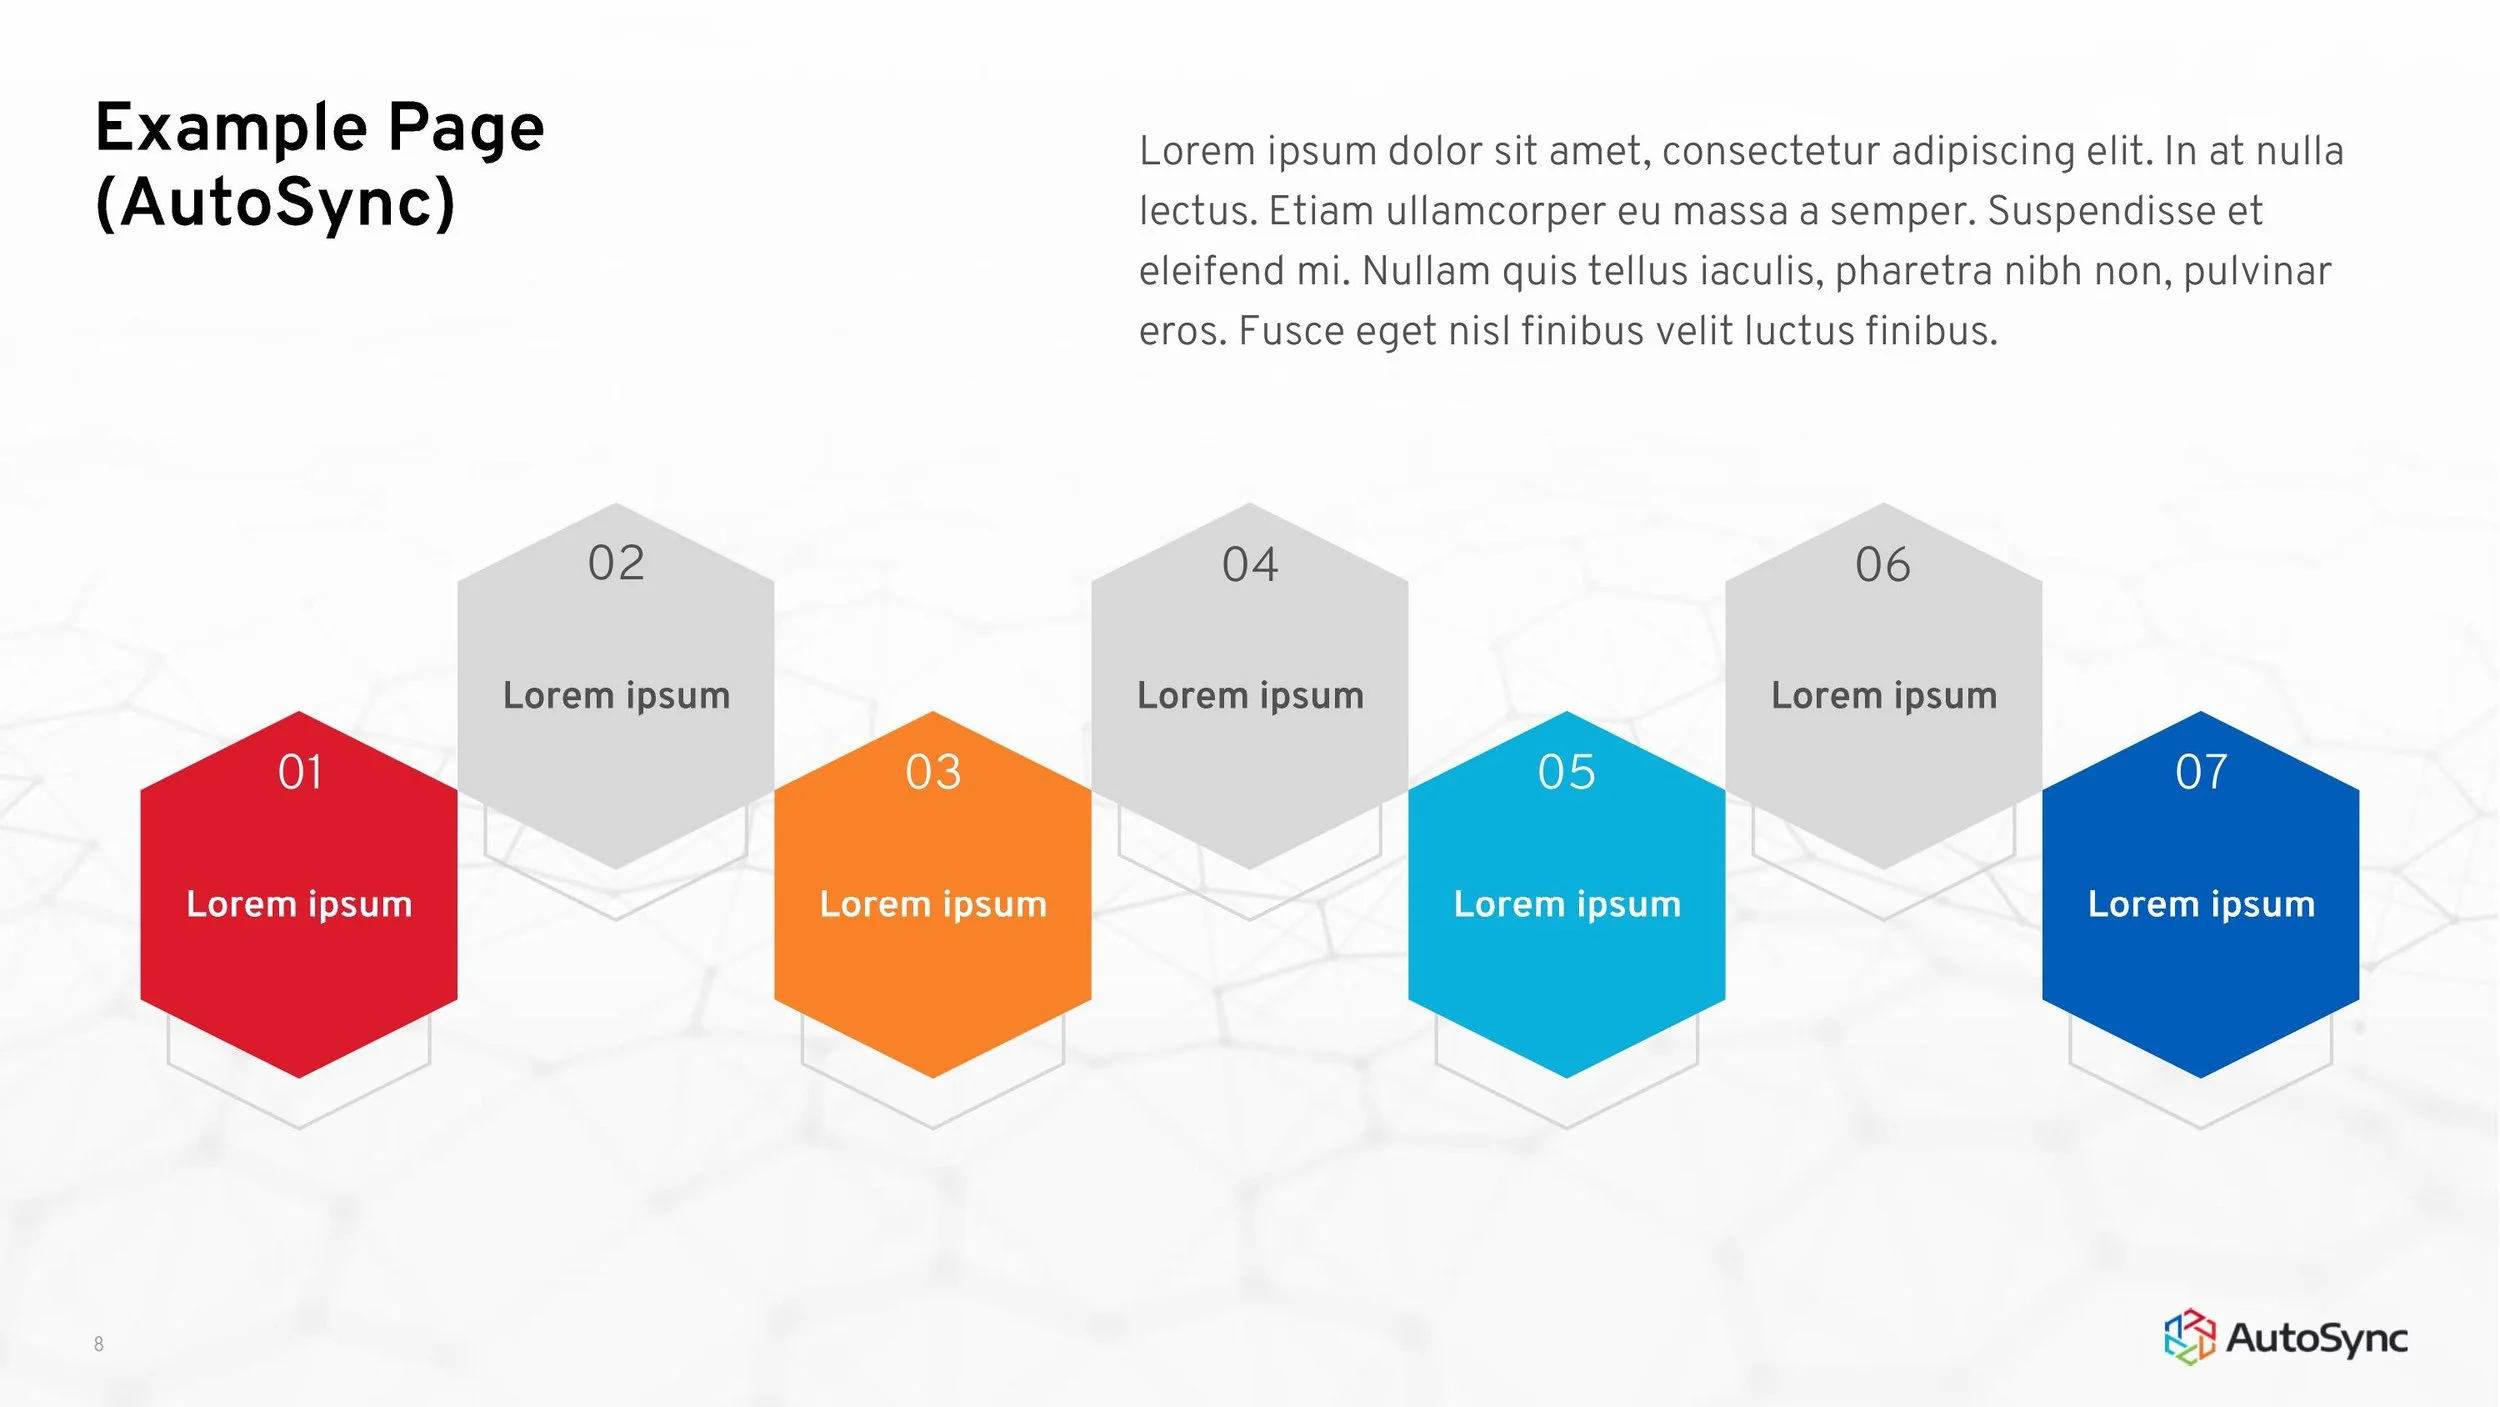 Example Page
(AutoSync)
Lorem ipsum dolor sit amet, consectetur adipiscing elit. In at nulla
lectus. Etiam ullamcorper eu massa a semper. Suspendisse et
eleifend mi. Nullam quis tellus iaculis, pharetra nibh non, pulvinar
eros. Fusce eget nisl finibus velit luctus finibus.
01
Lorem ipsum
02
Lorem ipsum
03
Lorem ipsum
04
Lorem ipsum
05
Lorem ipsum
06
Lorem ipsum
07
Lorem ipsum
8
AutoSync